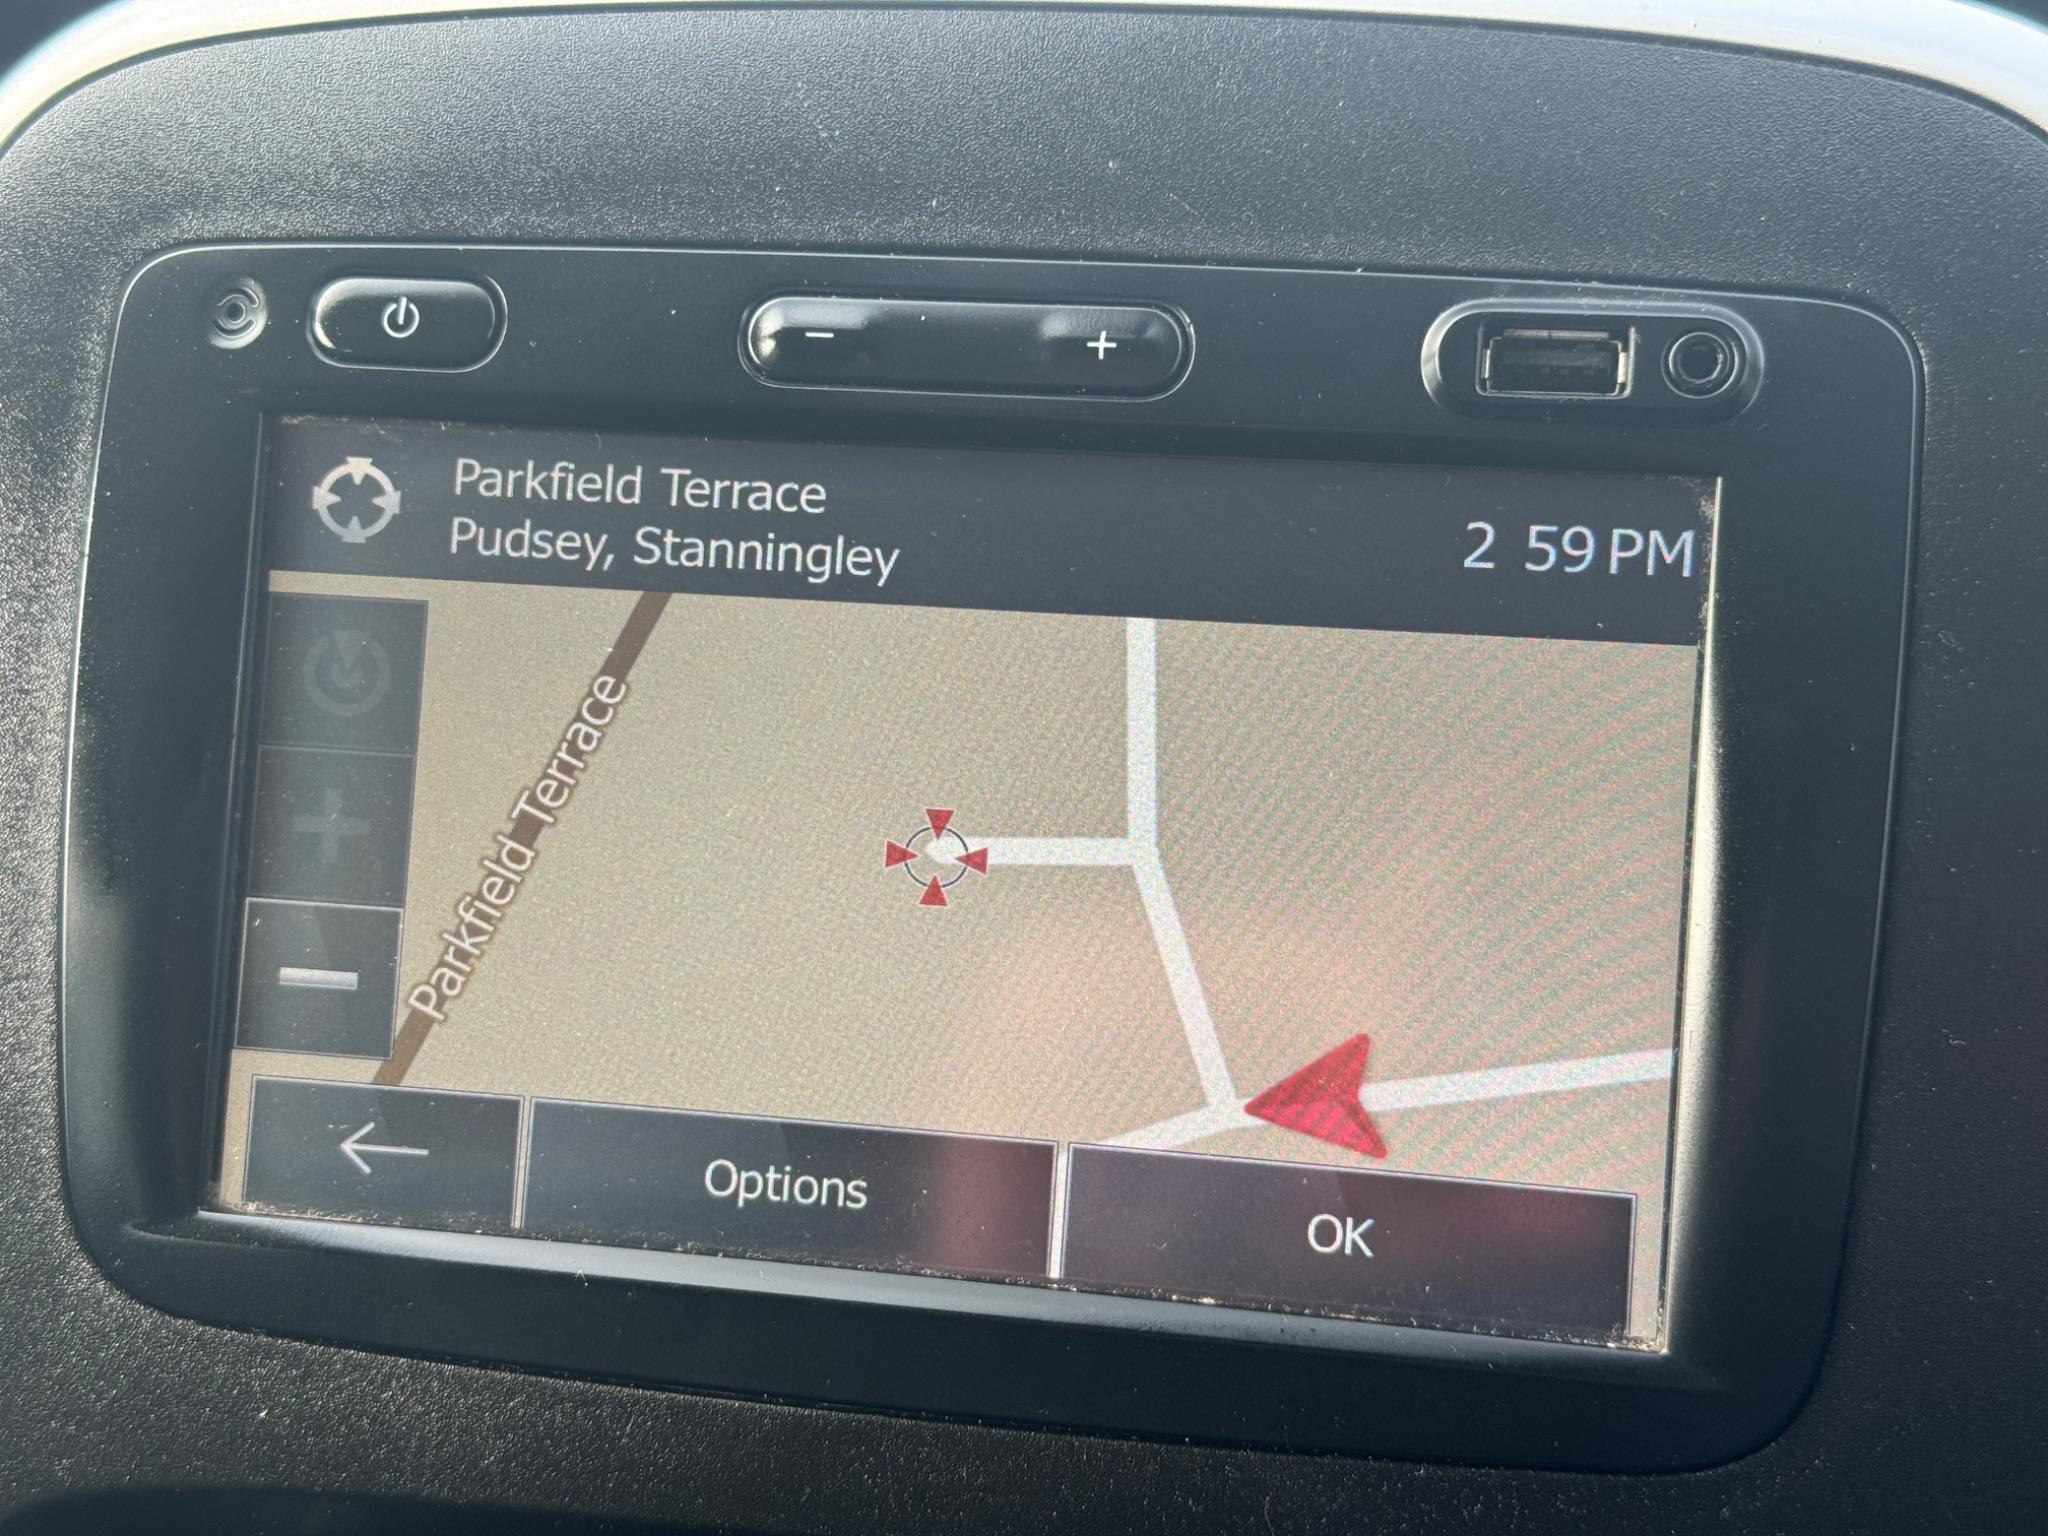 Parkfield Terrace
Pudsey, Stanningley
2 59 PM
Parkfield Terrace
Options
OK